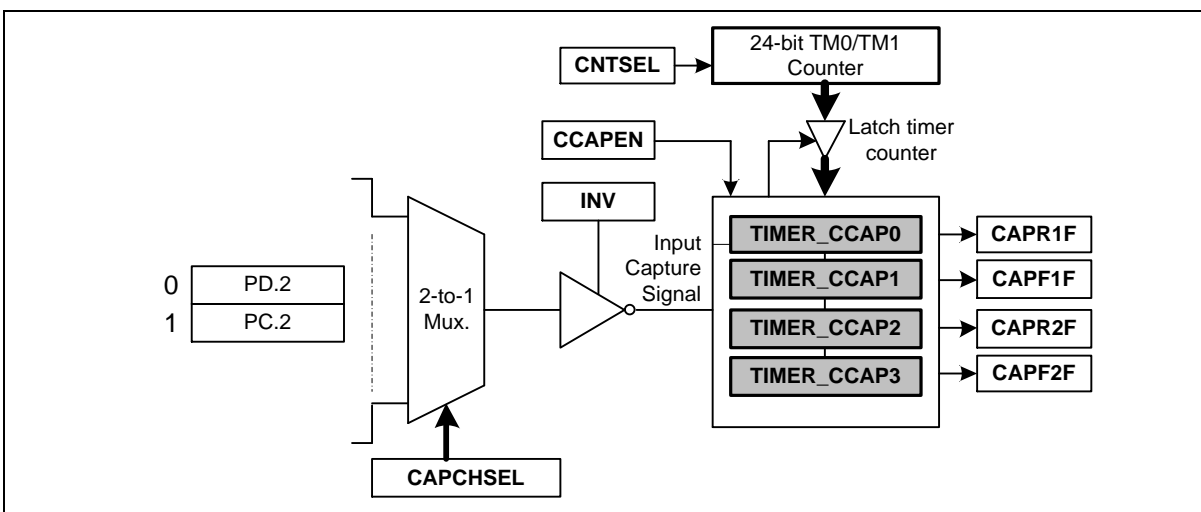 24-bit TM0/TM1
Counter
CNTSEL
CCAPEN
Latch timer
counter
INV
Input
Capture
Signal
TIMER_CCAP0
CAPR1F
0
PD.2
TIMER_CCAP1
CAPF1F
1
PC.2
2-to-1
Mux.
TIMER_CCAP2
CAPR2F
TIMER_CCAP3
CAPF2F
CAPCHSEL